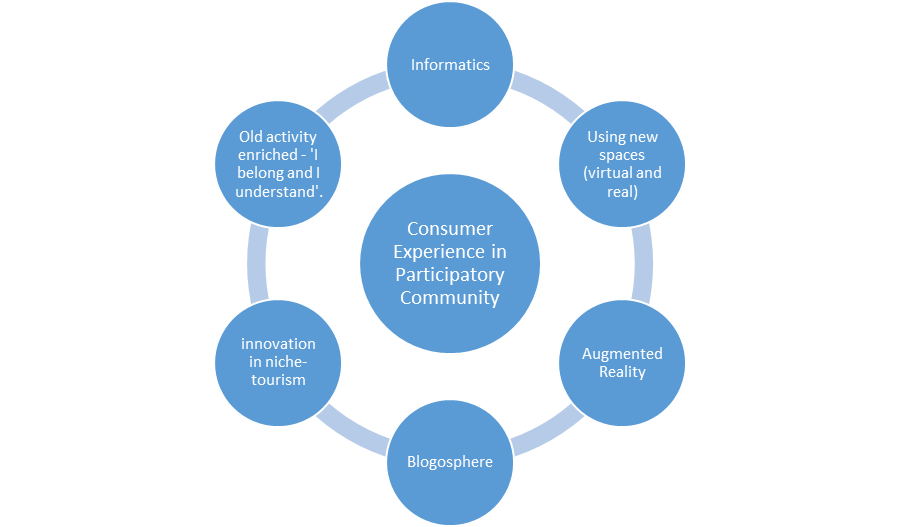 Informatics
Using new
spaces
(virtual and
real)
Augmented
Reality
Blogosphere
innovation
in niche-
tourism
Old activity
enriched - 'I
belong and I
understand'.
Consumer
Experience in
Participatory
Community